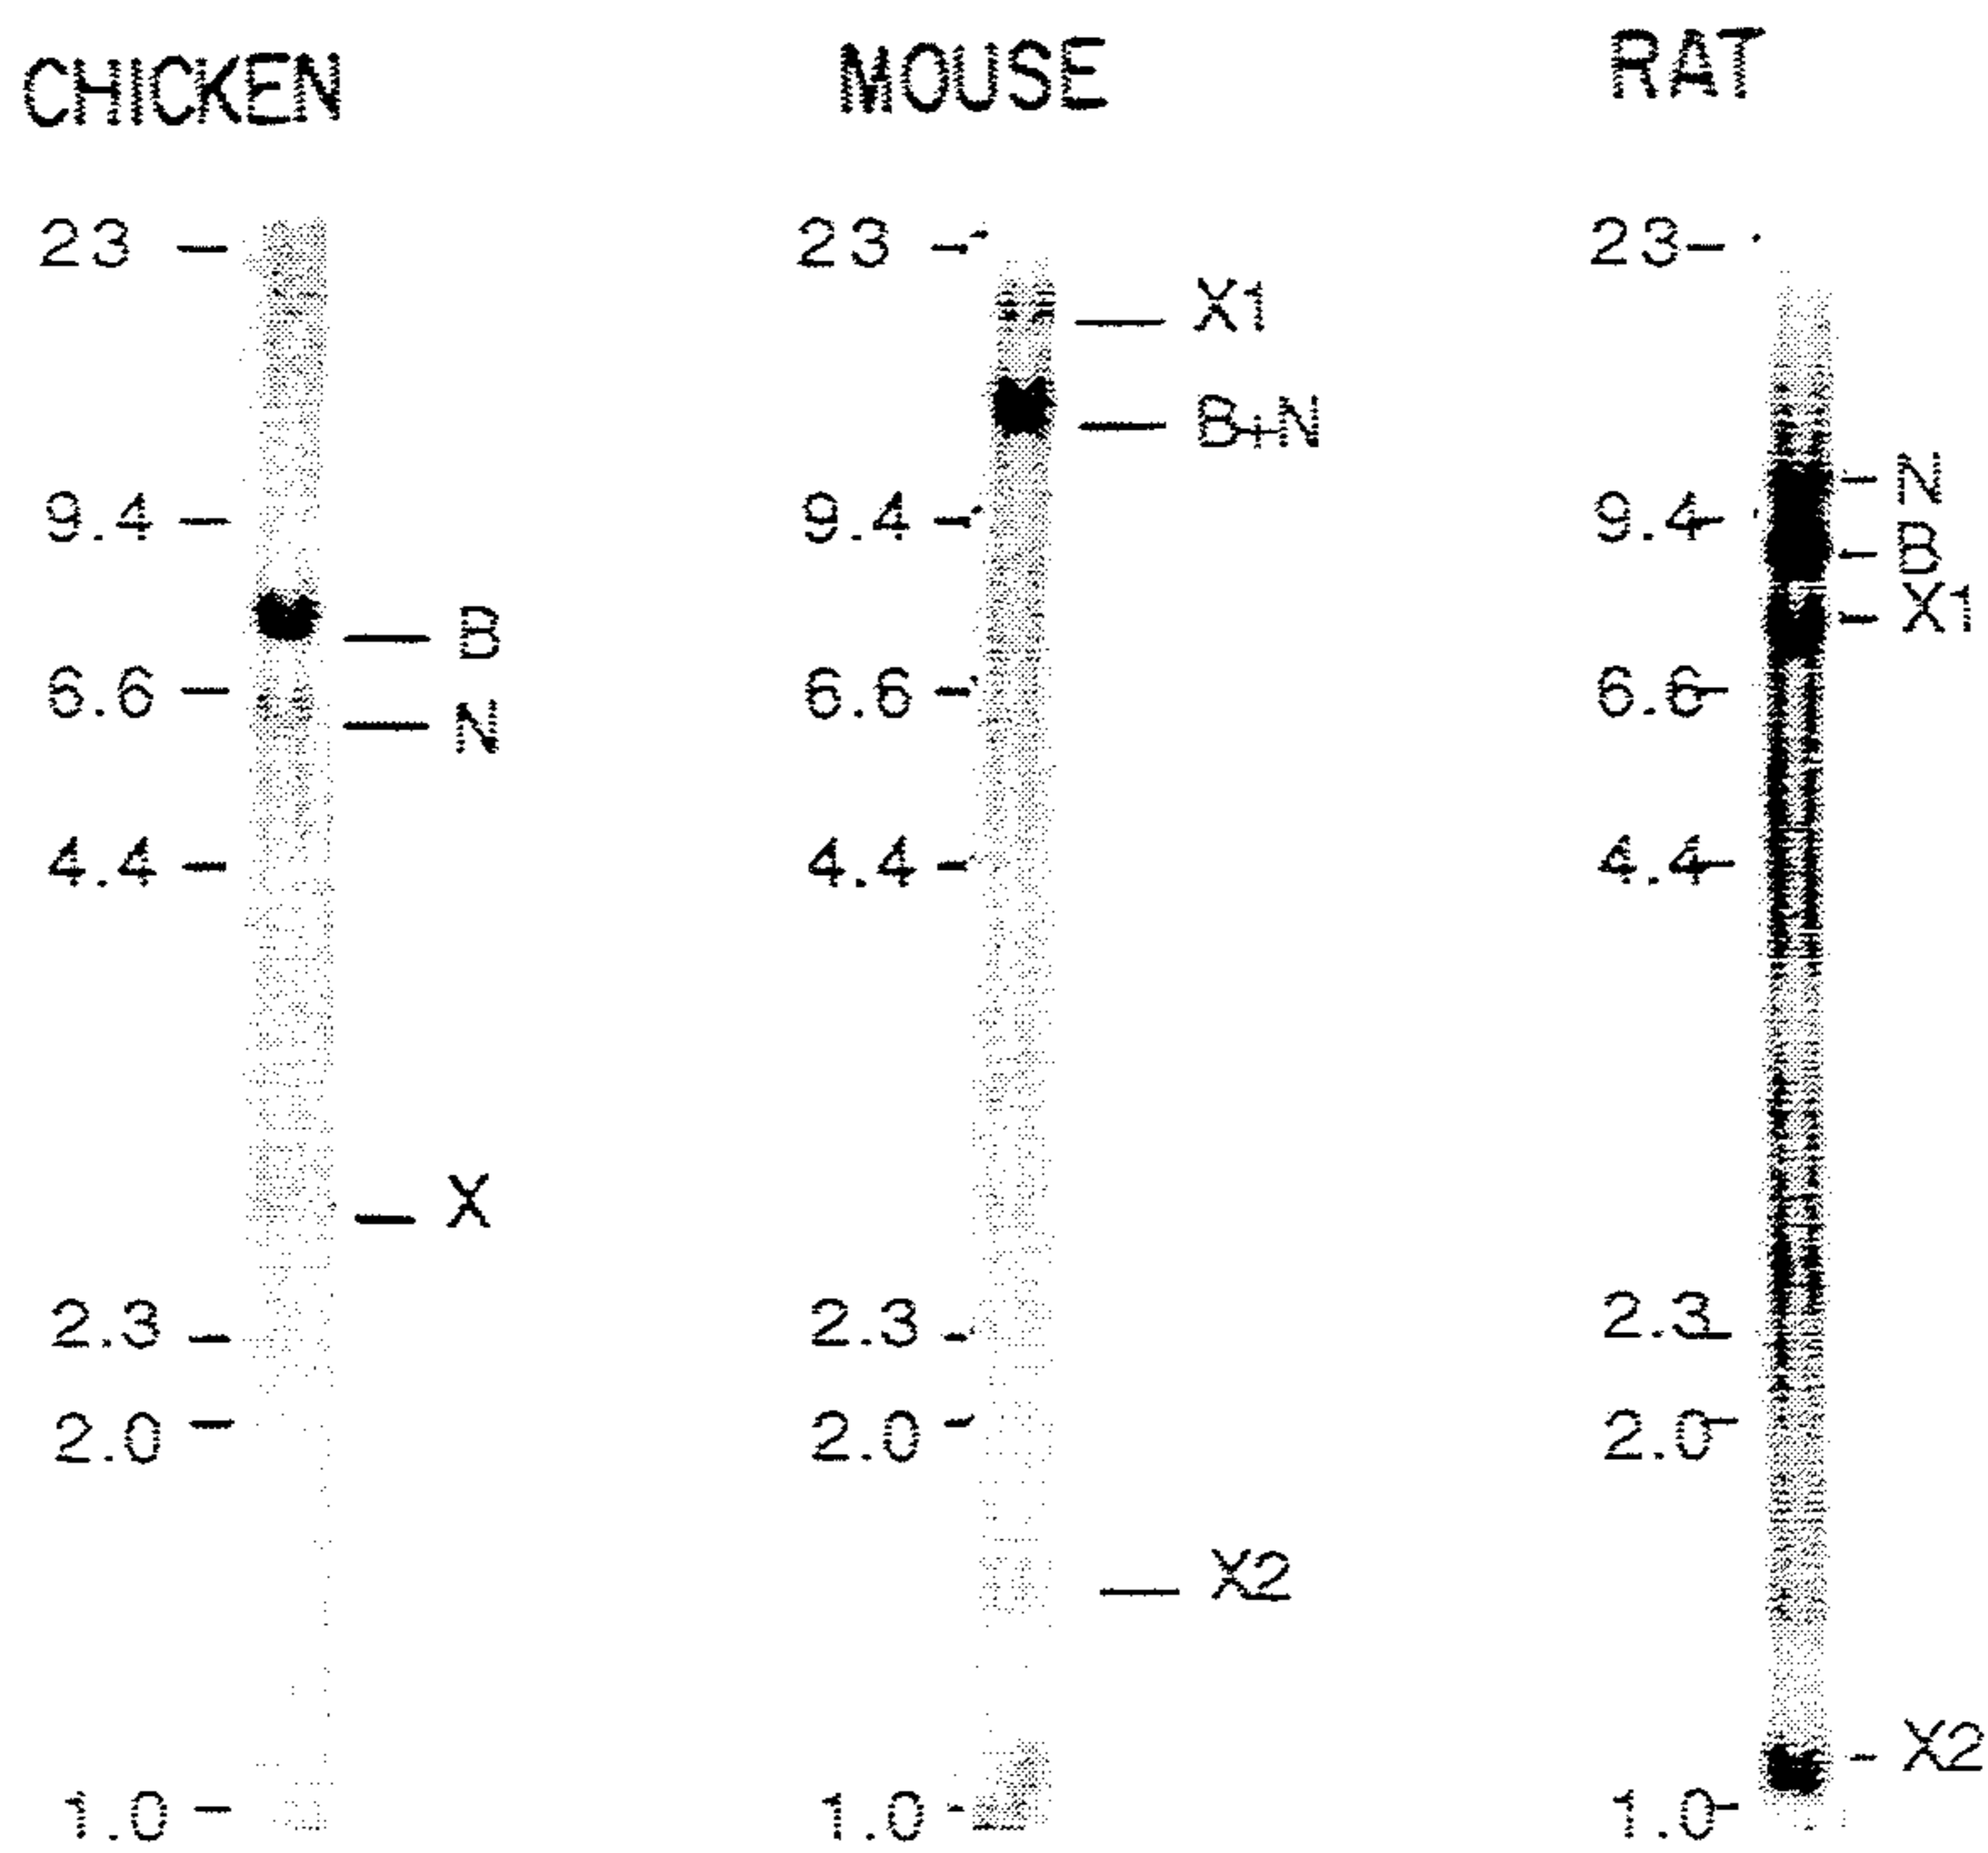 CHICKEN MOUSE RAT
23 23 X1 23
B+N
9.4 9.4 9.4 N
B
B X1
6.6 6.6 6.6
N
4.4 4.4 4.4
X
2.3 2.3 2.3
2.0 2.0 2.0
X2
X2
1.0 1.0 1.0